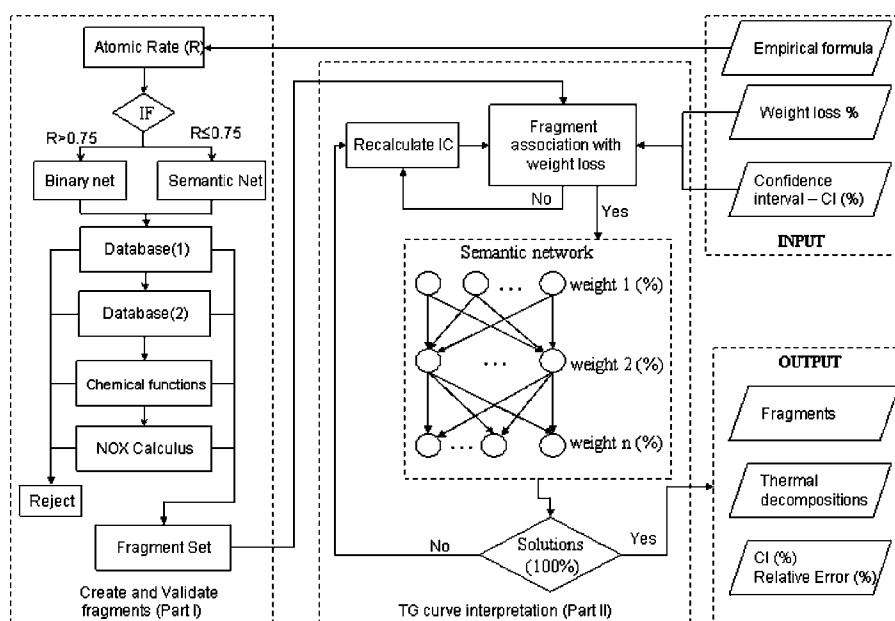 Atomic Rate (R)
IF
R>0.75
R≤0.75
Binary net
Semantic Net
Database(1)
Database(2)
Chemical functions
NOX Calculus
Reject
Fragment Set
Create and Validate
fragments (Part I)
Recalculate IC
Fragment
association with
weight loss
No
Yes
Semantic network
... weight 1 (%)
... weight 2 (%)
... weight n (%)
Solutions
(100%)
No
Yes
TG curve interpretation (Part II)
Empirical formula
Weight loss %
Confidence
interval – CI (%)
INPUT
OUTPUT
Fragments
Thermal
decompositions
CI (%)
Relative Error (%)